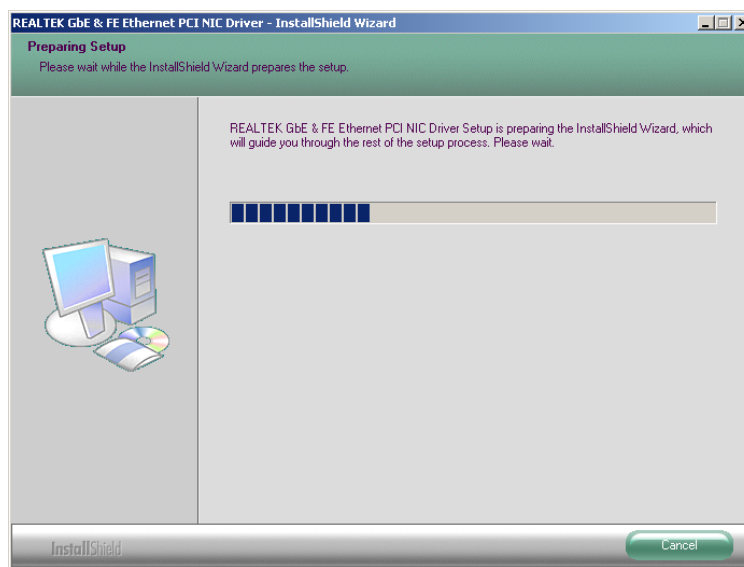 REALTEK GbE & FE Ethernet PCI NIC Driver - InstallShield Wizard
Preparing Setup
Please wait while the InstallShield Wizard prepares the setup.
REALTEK GbE & FE Ethernet PCI NIC Driver Setup is preparing the InstallShield Wizard, which
will guide you through the rest of the setup process. Please wait.
InstallShield
Cancel